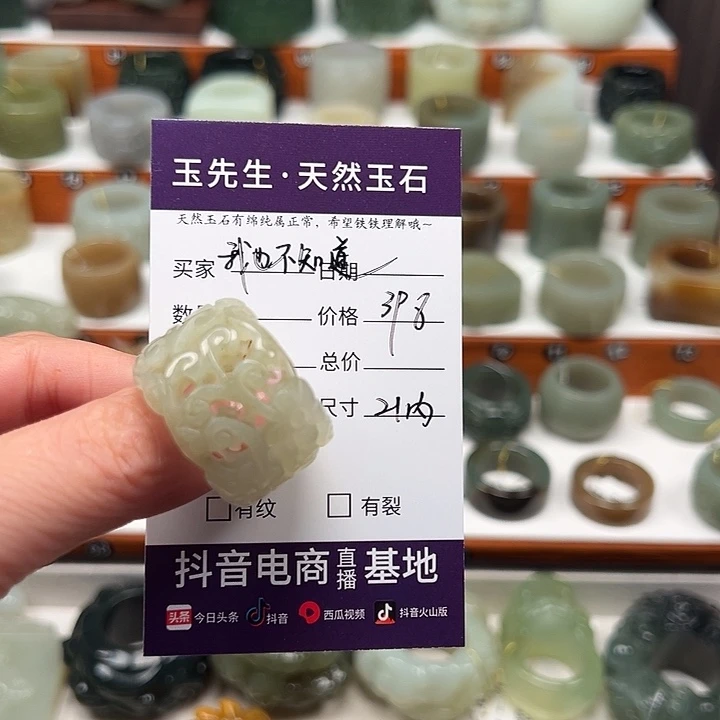 玉先生·天然玉石
天然玉石有绵纯属正常，希望铁铁理解哦~
买家 我也不知道 日期
数 价格 398
总价
尺寸 21内
□有纹 □有裂
抖音电商直播基地
头条 今日头条 抖音 西瓜视频 抖音火山版